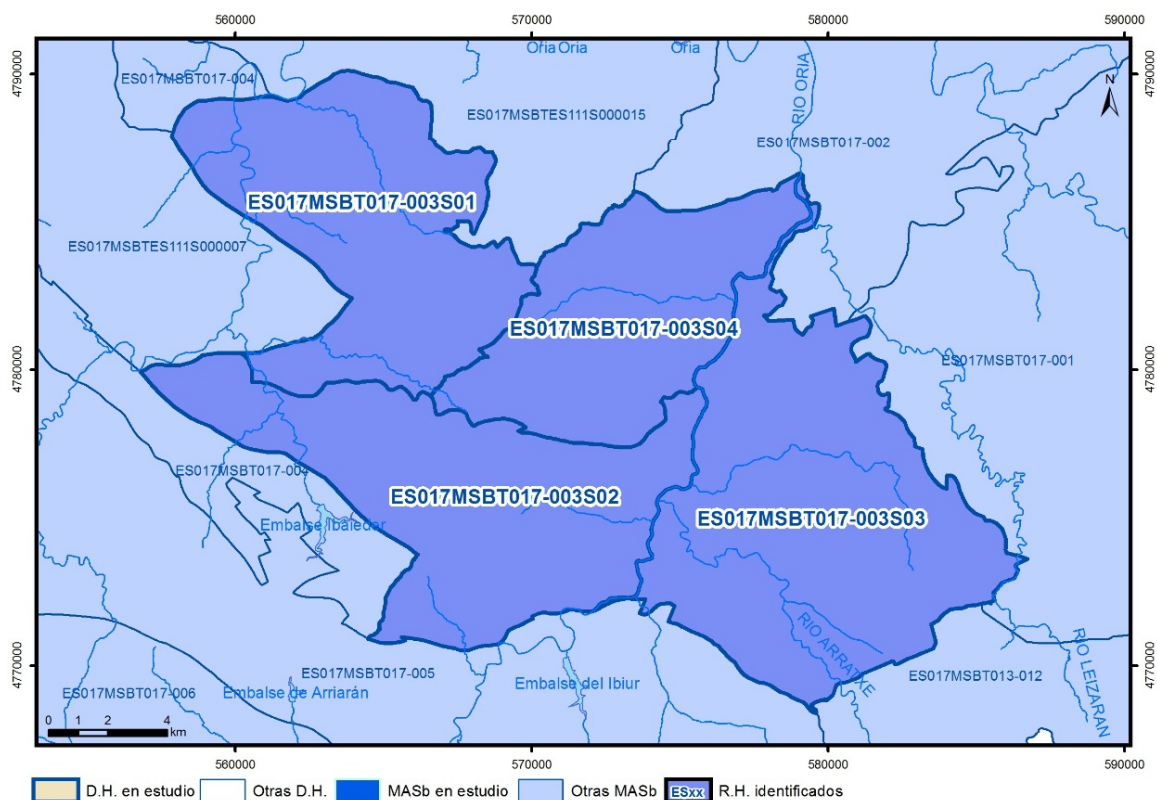 560000 570000 580000 590000
4790000
4790000
Oria Oria Oria
ES017MSBT017-004
RIO ORIA
N
ES017MSBTES111S000015
ES017MSBT017-002
ES017MSBT017-003S01
ES017MSBTES111S000007
ES017MSBT017-003S04
ES017MSBT017-001
4780000
4780000
ES017MSBT017-004
ES017MSBT017-003S02
ES017MSBT017-003S03
Embalse Ibaieder
RIO ARRATXE
RIO LEIZARAN
4770000
4770000
ES017MSBT017-005
ES017MSBT013-012
Embalse del Ibiur
ES017MSBT017-006
Embalse de Arriarán
0 1 2 4
km
560000 570000 580000 590000
D.H. en estudio Otras D.H. MASb en estudio Otras MASb ESxx R.H. identificados